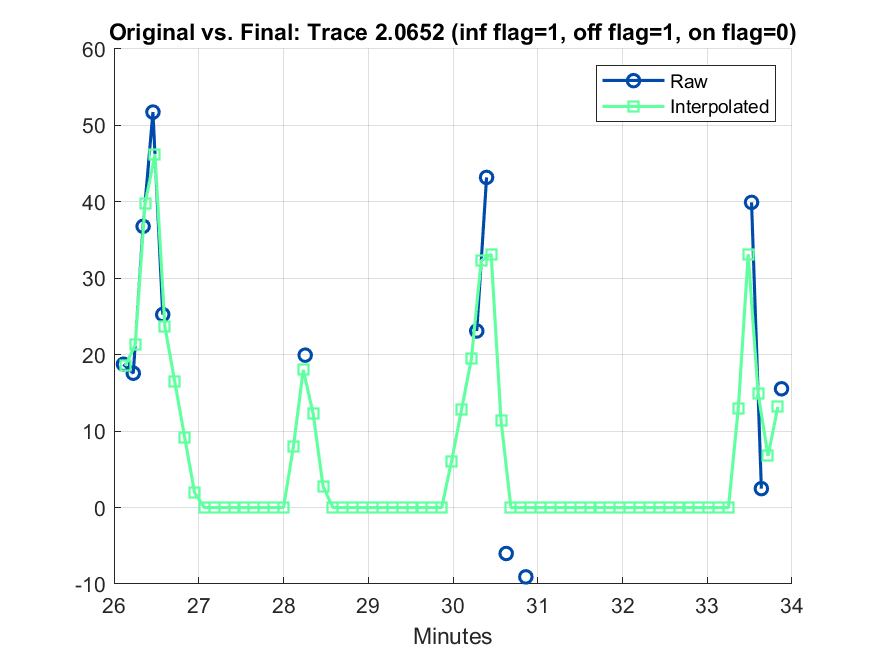 Original vs. Final: Trace 2.0652 (inf flag=1, off flag=1, on flag=0)
60
Raw
Interpolated
50
40
30
20
10
0
-10
26 27 28 29 30 31 32 33 34
Minutes